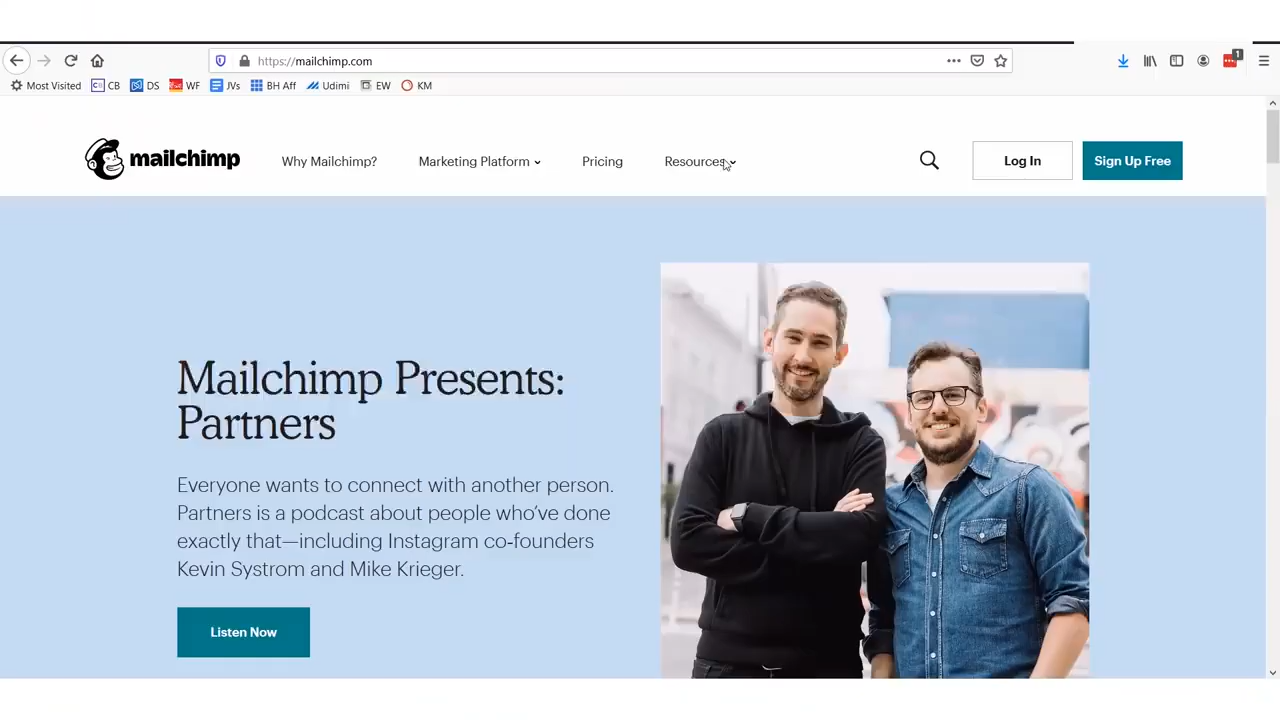 https://mailchimp.com
1
Most Visited CB DS WF JVs BH Aff Udimi EW KM
mailchimp Why Mailchimp? Marketing Platform Pricing Resources Log In Sign Up Free
Mailchimp Presents:
Partners
Everyone wants to connect with another person.
Partners is a podcast about people who’ve done
exactly that—including Instagram co-founders
Kevin Systrom and Mike Krieger.
Listen Now